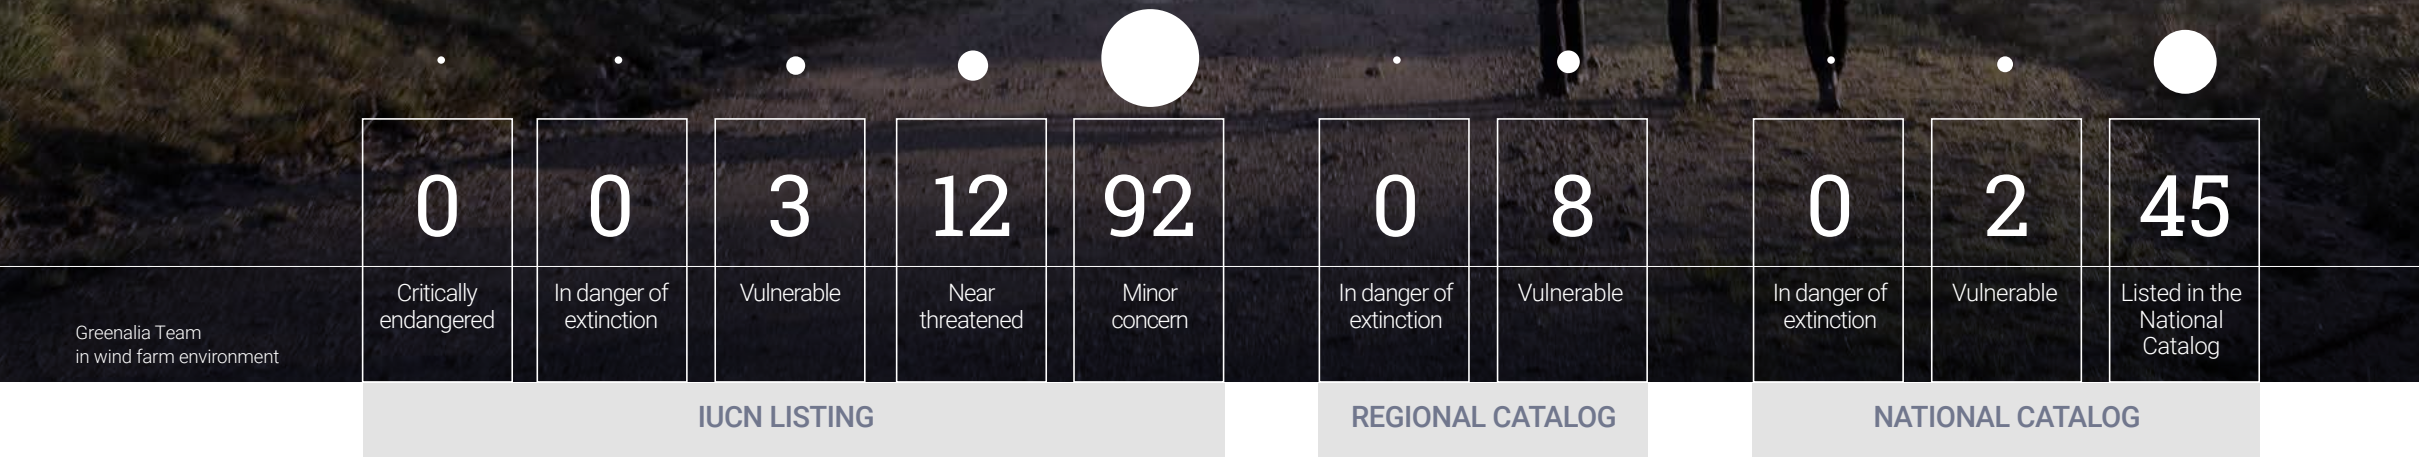 0 0 3 12 92 0 8 0 2 45
Critically
endangered
In danger of
extinction
Vulnerable
Near
threatened
Minor
concern
In danger of
extinction
Vulnerable
In danger of
extinction
Vulnerable
Listed in the
National
Catalog
Greenalia Team
in wind farm environment
IUCN LISTING
REGIONAL CATALOG
NATIONAL CATALOG